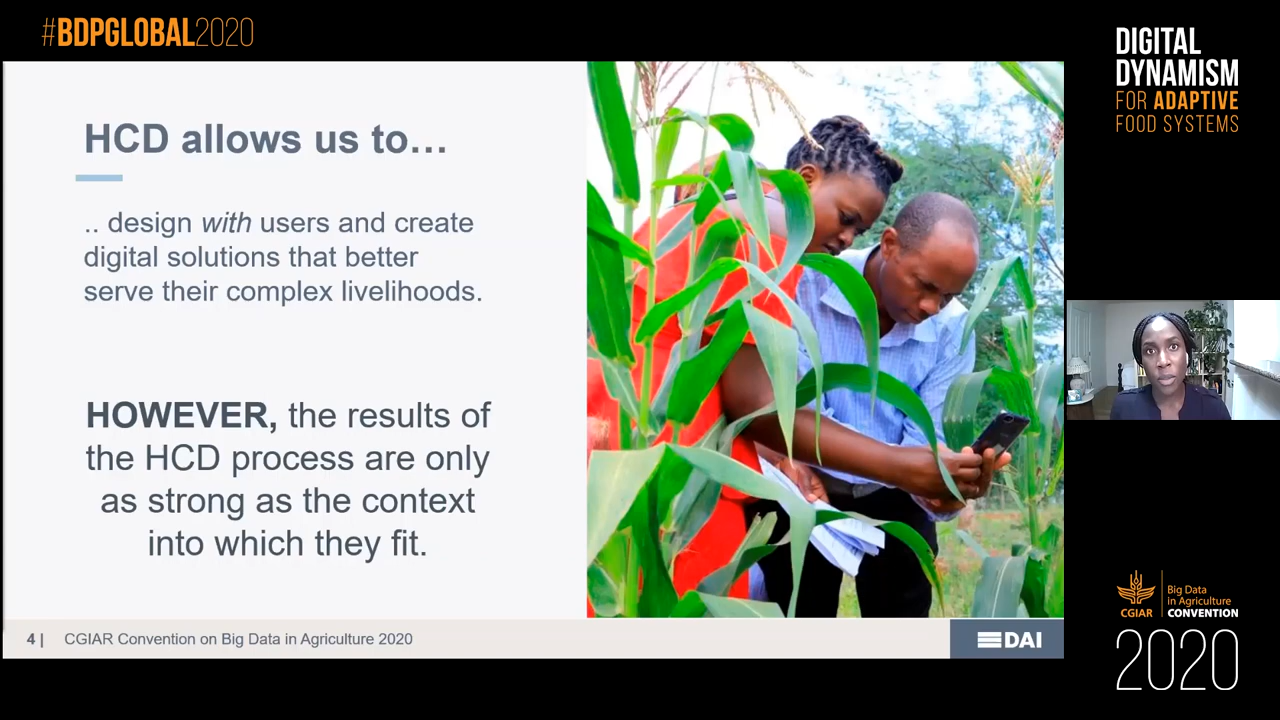 #BDPGLOBAL2020
DIGITAL
DYNAMISM
FOR ADAPTIVE
FOOD SYSTEMS
HCD allows us to…
.. design with users and create
digital solutions that better
serve their complex livelihoods.
HOWEVER, the results of
the HCD process are only
as strong as the context
into which they fit.
4 | CGIAR Convention on Big Data in Agriculture 2020
DAI
CGIAR
Big Data
in Agriculture
CONVENTION
2020